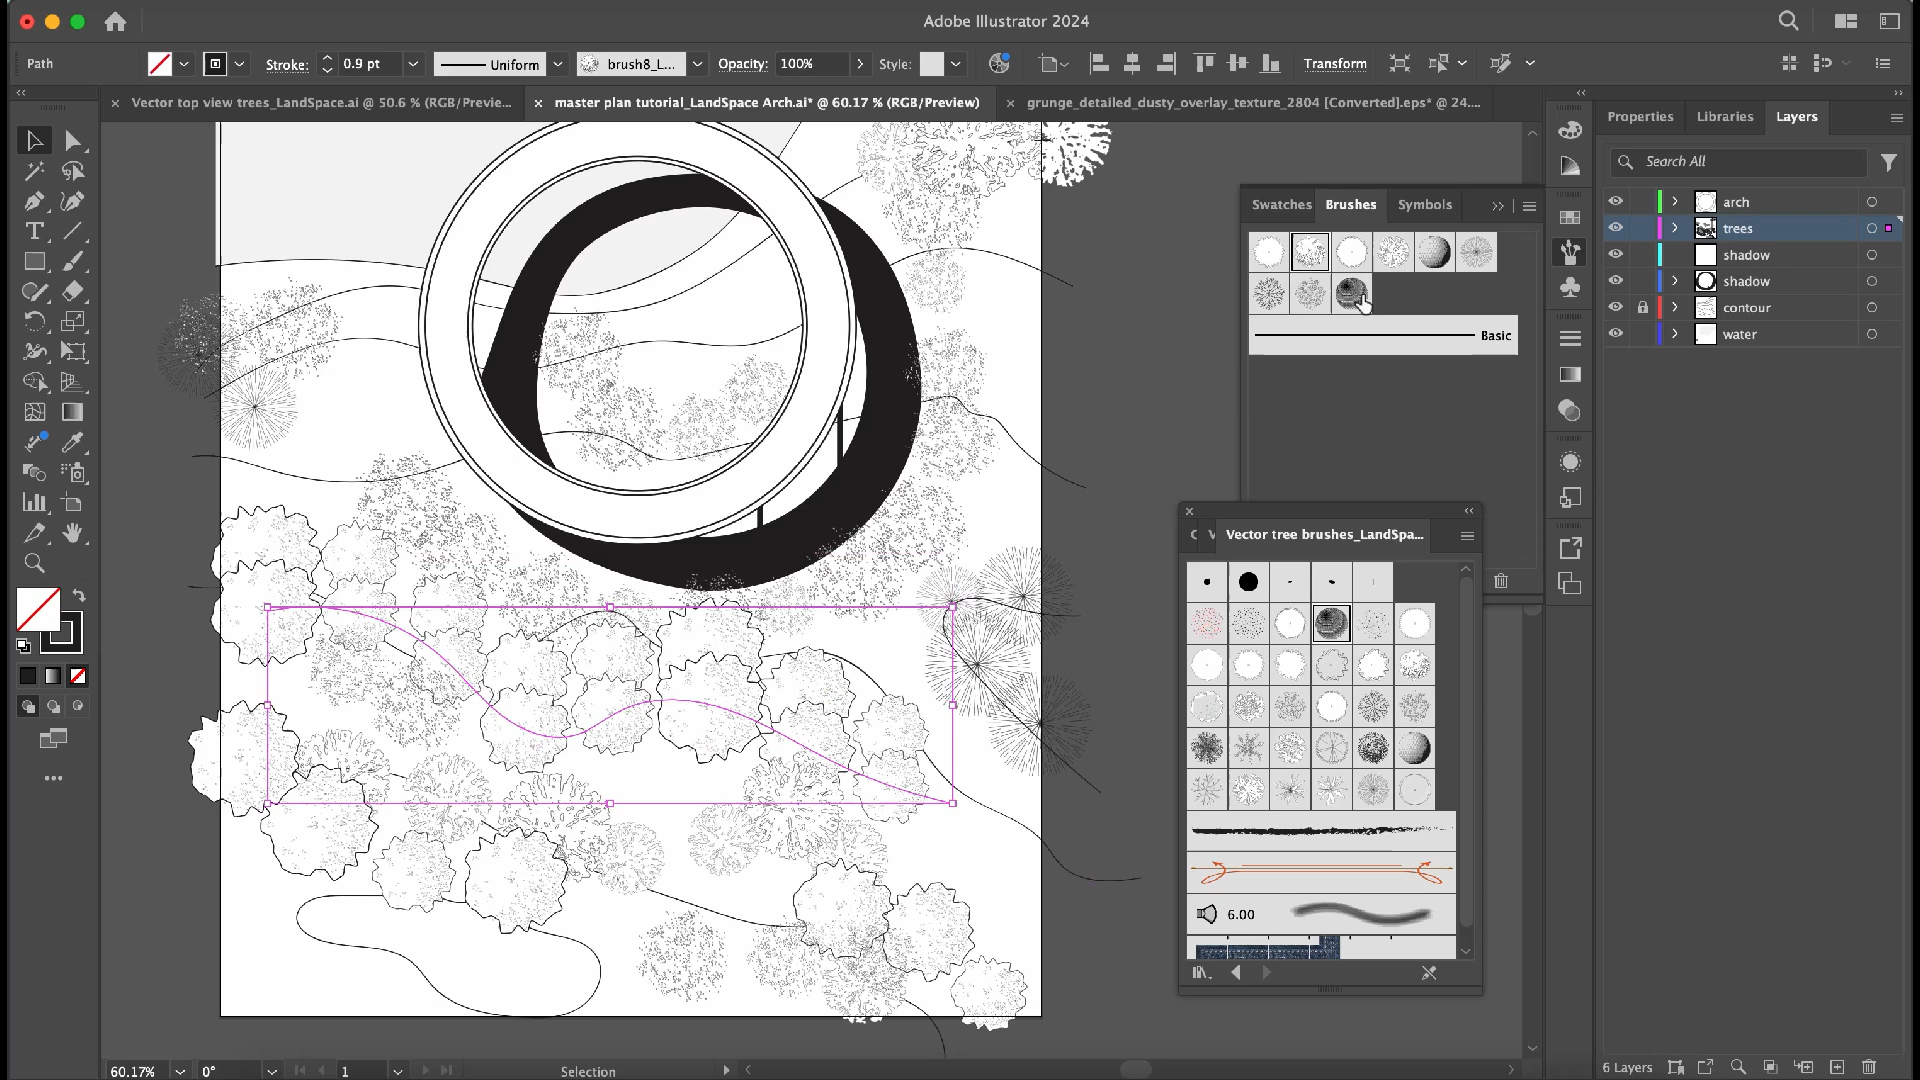 Adobe Illustrator 2024
Path
Stroke:
0.9 pt
Uniform
brush8_L...
Opacity:
100%
Style:
Transform
Vector top view trees_LandSpace.ai @ 50.6 % (RGB/Previe...
master plan tutorial_LandSpace Arch.ai* @ 60.17 % (RGB/Preview)
grunge_detailed_dusty_overlay_texture_2804 [Converted].eps* @ 24....
Properties
Libraries
Layers
Search All
arch
trees
shadow
shadow
contour
water
Swatches
Brushes
Symbols
Basic
Vector tree brushes_LandSpa...
6.00
60.17%
0°
1
Selection
6 Layers